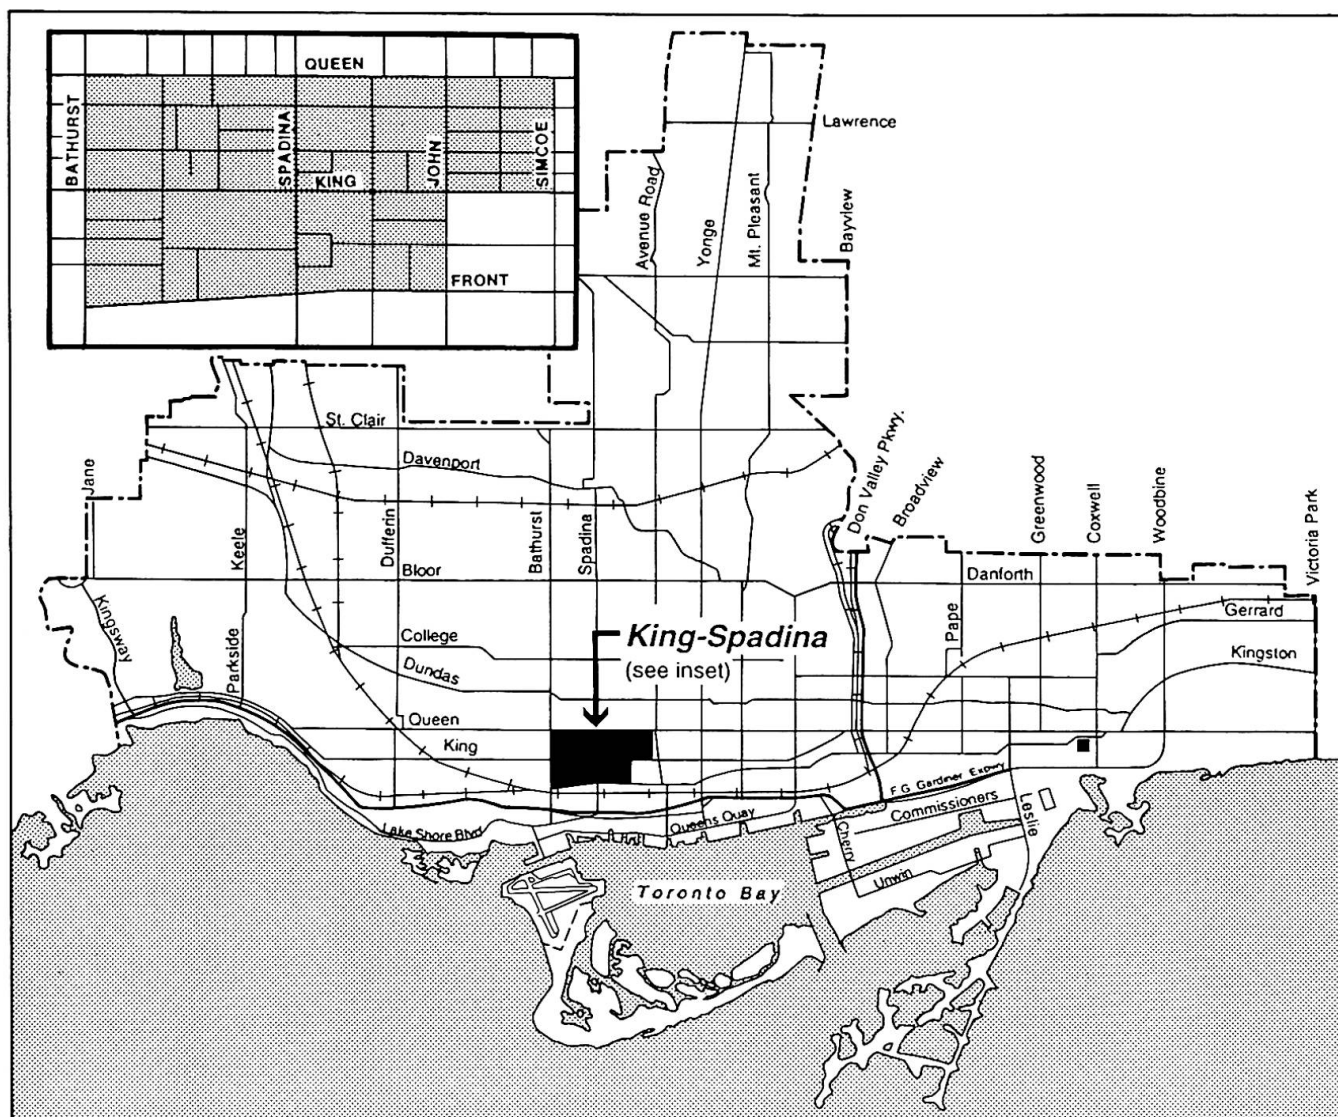 QUEEN
BATHURST
SPADINA
KING
JOHN
SIMCOE
FRONT
Lawrence
Avenue Road
Yonge
Mt. Pleasant
Bayview
St. Clair
Davenport
Jane
Keele
Dufferin
Bathurst
Spadina
Don Valley Pkwy.
Broadview
Greenwood
Coxwell
Woodbine
Victoria Park
Bloor
Danforth
Kingsway
Parkside
College
Dundas
King-Spadina
(see inset)
Pape
Gerrard
Kingston
Queen
King
F.G. Gardiner Expwy
Lake Shore Blvd.
Queens Quay
Cherry
Commissioners
Leslie
Unwin
Toronto Bay